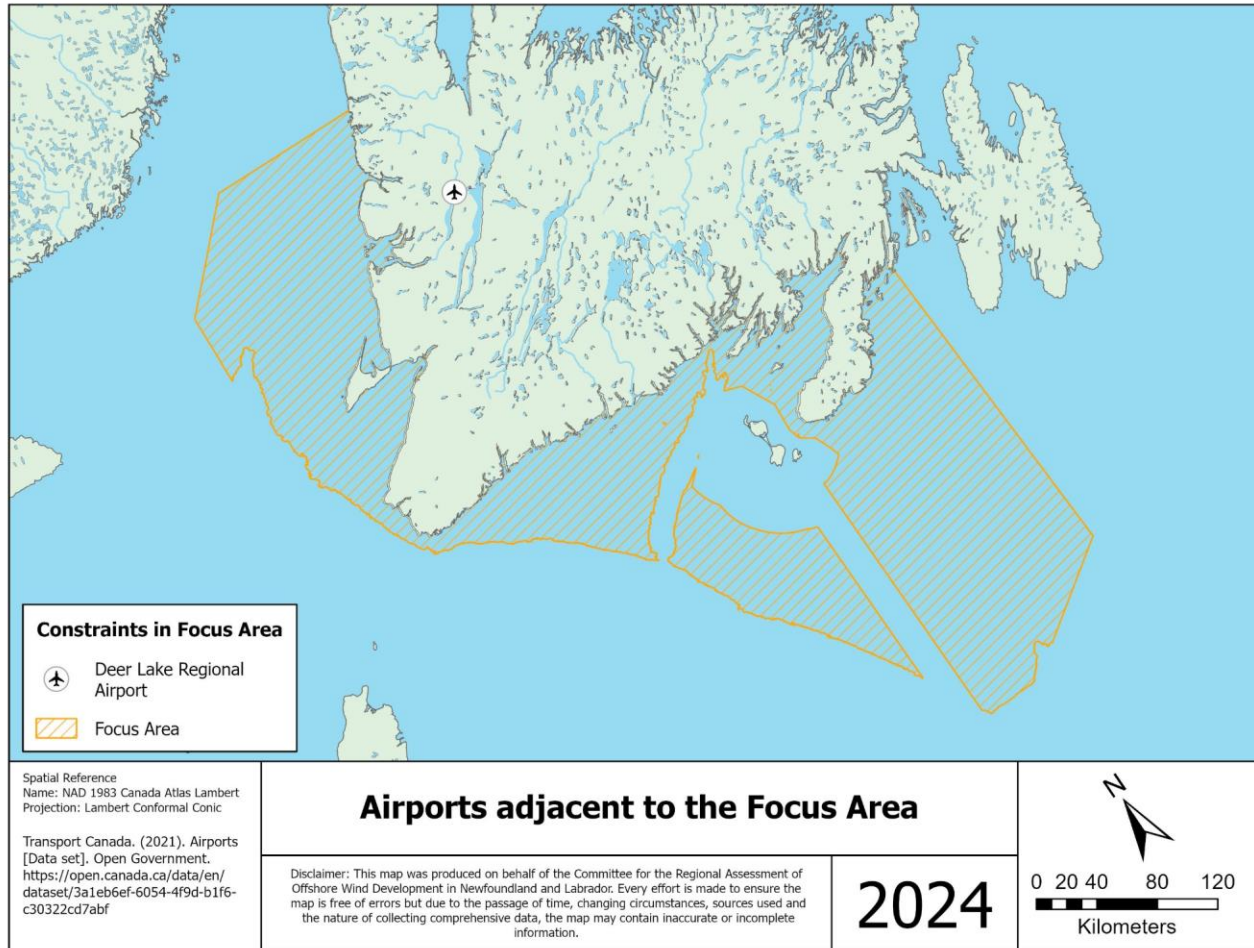 Constraints in Focus Area
Deer Lake Regional
Airport
Focus Area
Spatial Reference
Name: NAD 1983 Canada Atlas Lambert
Projection: Lambert Conformal Conic
Transport Canada. (2021). Airports
[Data set]. Open Government.
https://open.canada.ca/data/en/
dataset/3a1eb6ef-6054-4f9d-b1f6-
c30322cd7abf
Airports adjacent to the Focus Area
Disclaimer: This map was produced on behalf of the Committee for the Regional Assessment of
Offshore Wind Development in Newfoundland and Labrador. Every effort is made to ensure the
map is free of errors but due to the passage of time, changing circumstances, sources used and
the nature of collecting comprehensive data, the map may contain inaccurate or incomplete
information.
2024
N
0 20 40 80 120
Kilometers